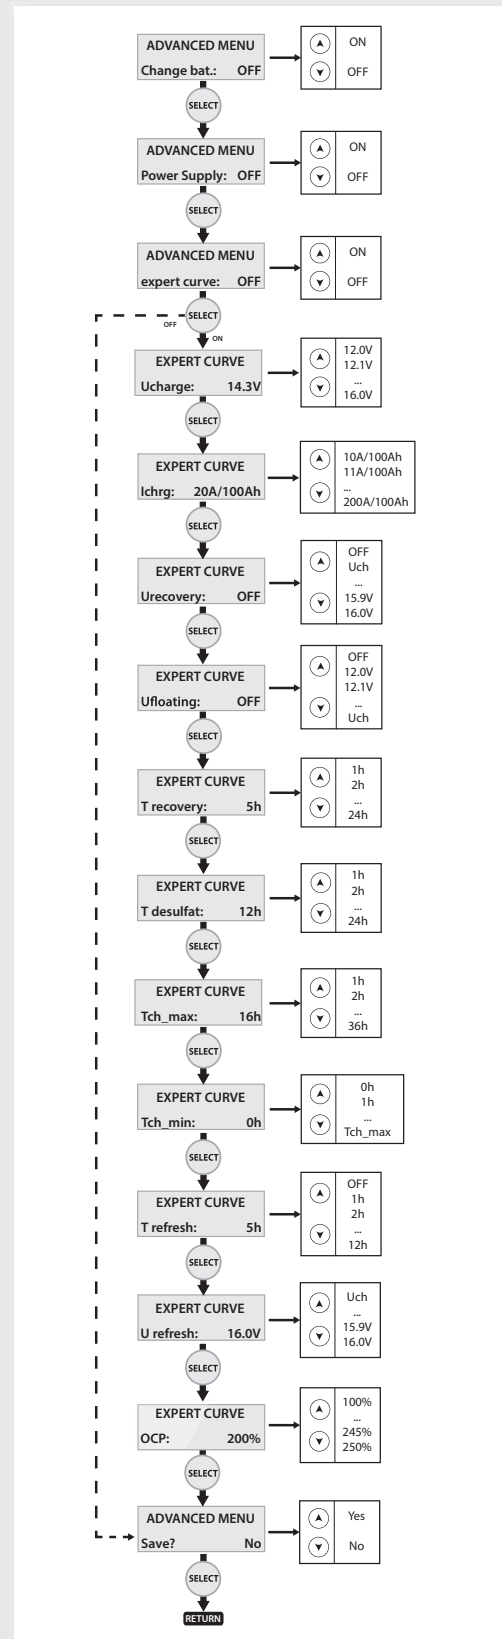 ADVANCED MENU
Change bat.: OFF
ON
OFF
SELECT
ADVANCED MENU
Power Supply: OFF
ON
OFF
SELECT
ADVANCED MENU
expert curve: OFF
ON
OFF
SELECT
OFF
ON
EXPERT CURVE
Ucharge: 14.3V
12.0V
12.1V
...
16.0V
SELECT
EXPERT CURVE
Ichrg: 20A/100Ah
10A/100Ah
11A/100Ah
...
200A/100Ah
SELECT
EXPERT CURVE
Urecovery: OFF
OFF
Uch
...
15.9V
16.0V
SELECT
EXPERT CURVE
Ufloating: OFF
OFF
12.0V
12.1V
...
Uch
SELECT
EXPERT CURVE
T recovery: 5h
1h
2h
...
24h
SELECT
EXPERT CURVE
T desulfat: 12h
1h
2h
...
24h
SELECT
EXPERT CURVE
Tch_max: 16h
1h
2h
...
36h
SELECT
EXPERT CURVE
Tch_min: 0h
0h
1h
...
Tch_max
SELECT
EXPERT CURVE
T refresh: 5h
OFF
1h
2h
...
12h
SELECT
EXPERT CURVE
U refresh: 16.0V
Uch
...
15.9V
16.0V
SELECT
EXPERT CURVE
OCP: 200%
100%
...
245%
250%
SELECT
ADVANCED MENU
Save? No
Yes
No
SELECT
RETURN